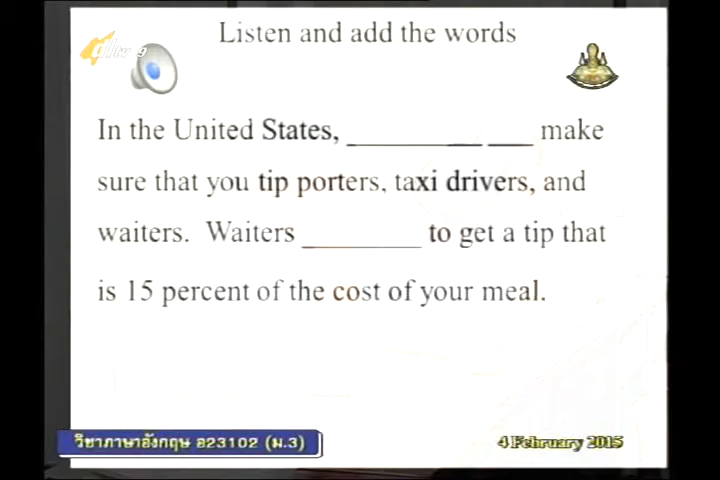 Listen and add the words
In the United States, __________ ___ make
sure that you tip porters, taxi drivers, and
waiters. Waiters _________ to get a tip that
is 15 percent of the cost of your meal.
วิชาภาษาอังกฤษ อ23102 (ม.3)
4 February 2015